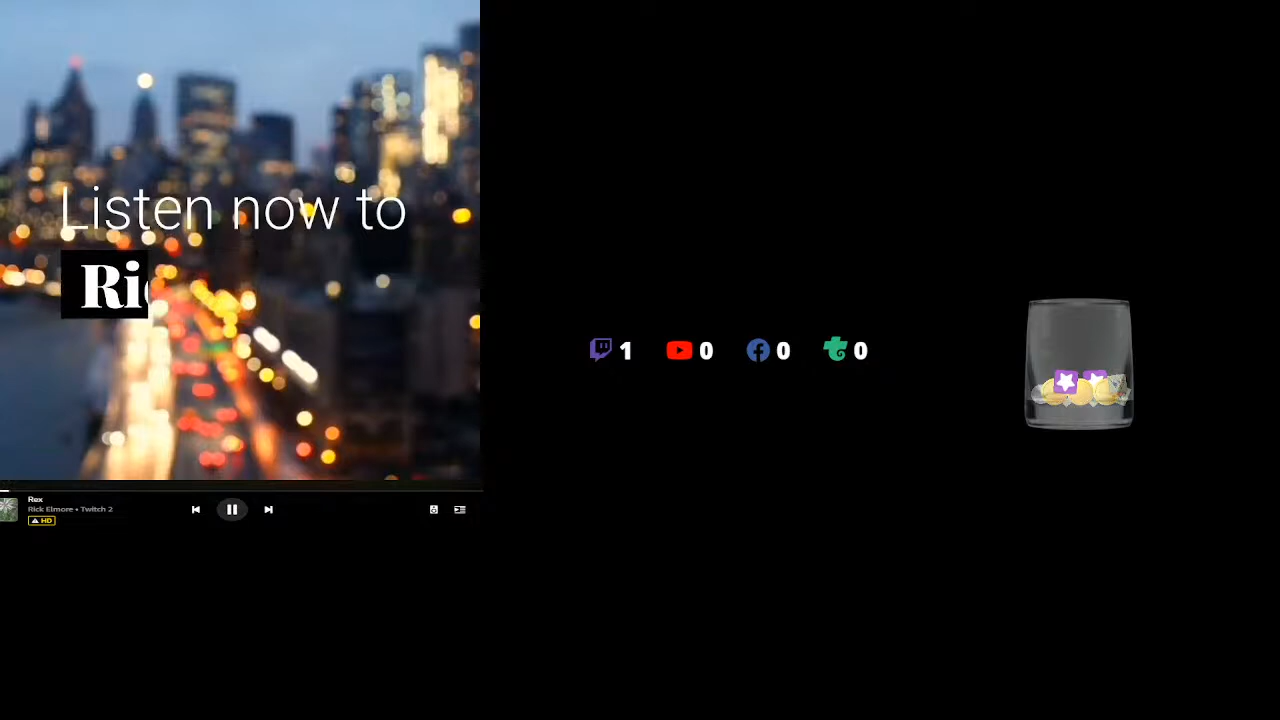 Listen now to
Ri
Rex
Rick Elmore • Twitch 2
HD
1 0 0 0